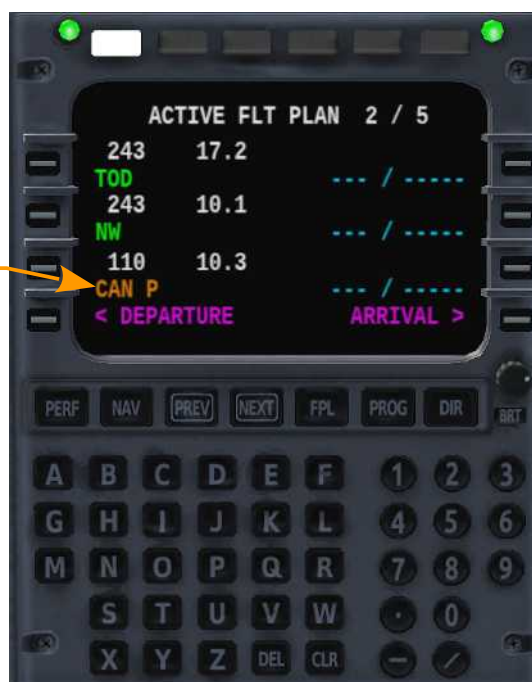 ACTIVE FLT PLAN 2 / 5
243 17.2
TOD --- / -----
243 10.1
NW --- / -----
110 10.3
CAN P --- / -----
< DEPARTURE ARRIVAL >
PERF NAV PREV NEXT FPL PROG DIR BRT
A B C D E F 1 2 3
G H I J K L 4 5 6
M N O P Q R 7 8 9
S T U V W · 0
X Y Z DEL CLR − /